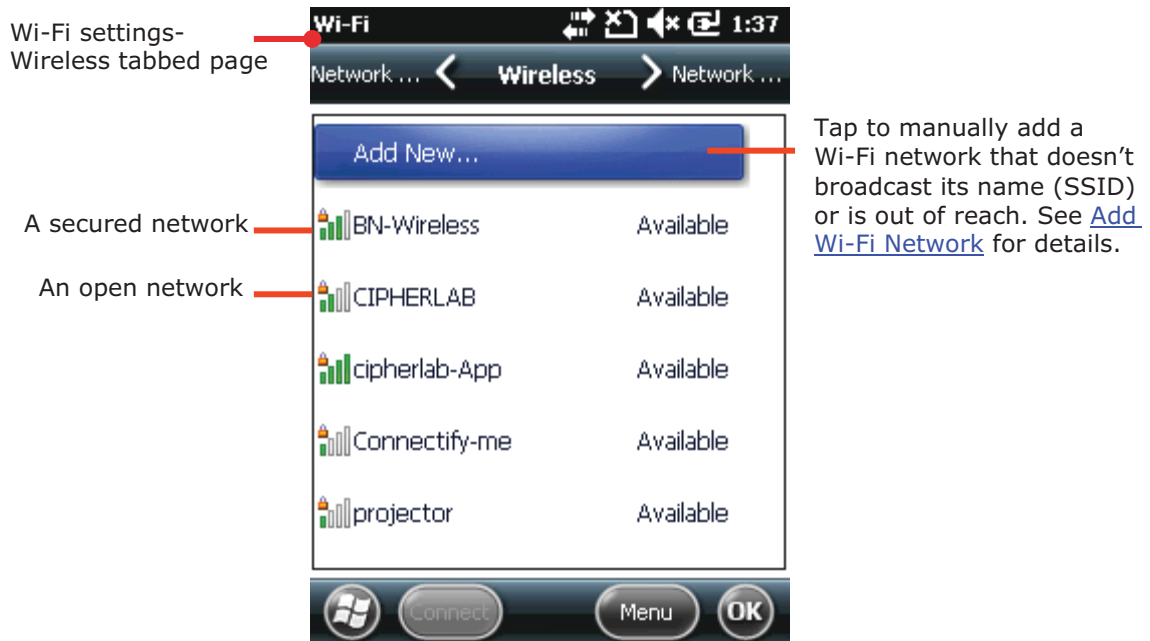 Wi-Fi settings-
Wireless tabbed page
Wi-Fi
1:37
Network ...
Wireless
Network ...
Add New...
Tap to manually add a
Wi-Fi network that doesn't
broadcast its name (SSID)
or is out of reach. See Add
Wi-Fi Network for details.
A secured network
BN-Wireless Available
An open network
CIPHERLAB Available
cipherlab-App Available
Connectify-me Available
projector Available
Connect
Menu
OK